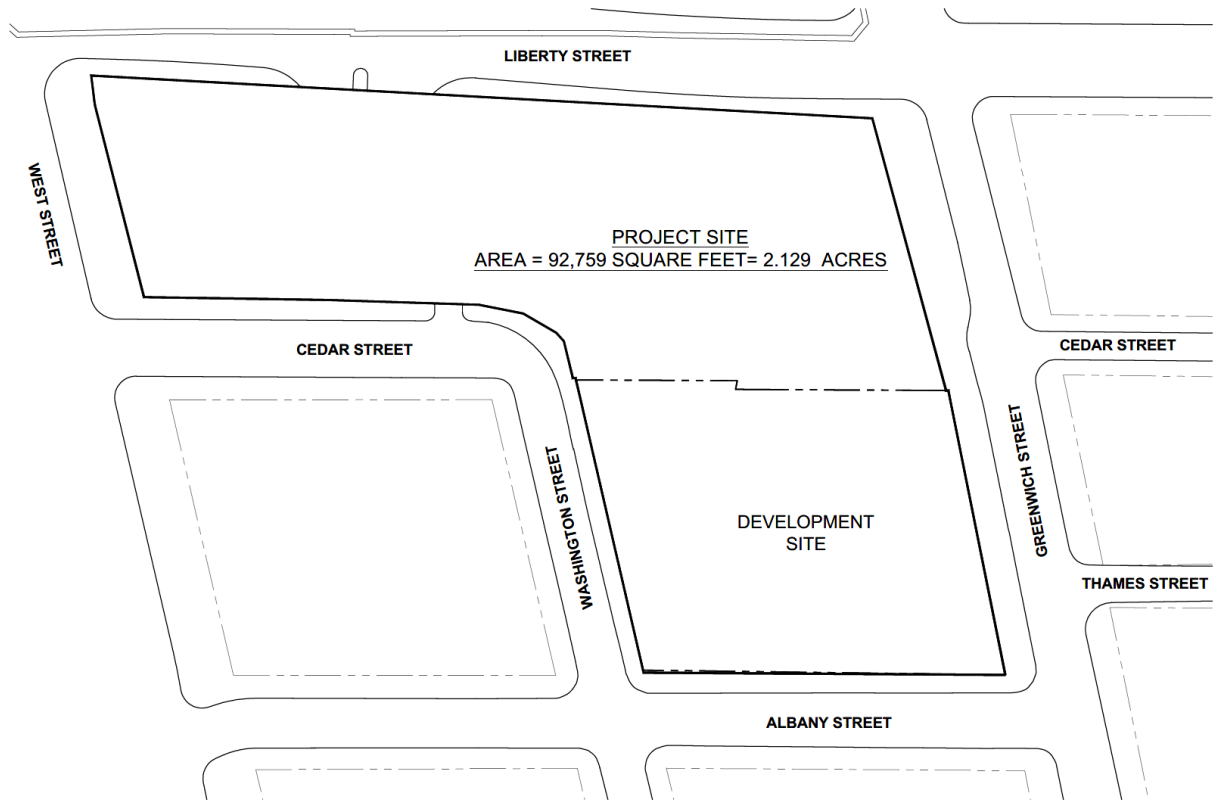 LIBERTY STREET
WEST STREET
PROJECT SITE
AREA = 92,759 SQUARE FEET= 2.129 ACRES
CEDAR STREET
CEDAR STREET
GREENWICH STREET
WASHINGTON STREET
DEVELOPMENT
SITE
THAMES STREET
ALBANY STREET